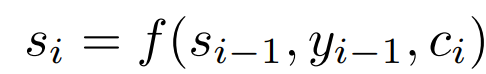 s_i = f(s_{i−1}, y_{i−1}, c_i)